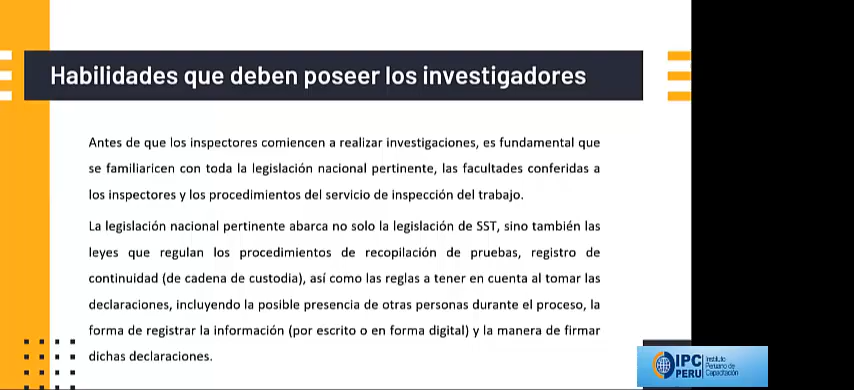 Habilidades que deben poseer los investigadores
Antes de que los inspectores comiencen a realizar investigaciones, es fundamental que
se familiaricen con toda la legislación nacional pertinente, las facultades conferidas a
los inspectores y los procedimientos del servicio de inspección del trabajo.
La legislación nacional pertinente abarca no solo la legislación de SST, sino también las
leyes que regulan los procedimientos de recopilación de pruebas, registro de
continuidad (de cadena de custodia), así como las reglas a tener en cuenta al tomar las
declaraciones, incluyendo la posible presencia de otras personas durante el proceso, la
forma de registrar la información (por escrito o en forma digital) y la manera de firmar
dichas declaraciones.
IPC
PERU
Instituto
Peruano de
Capacitación